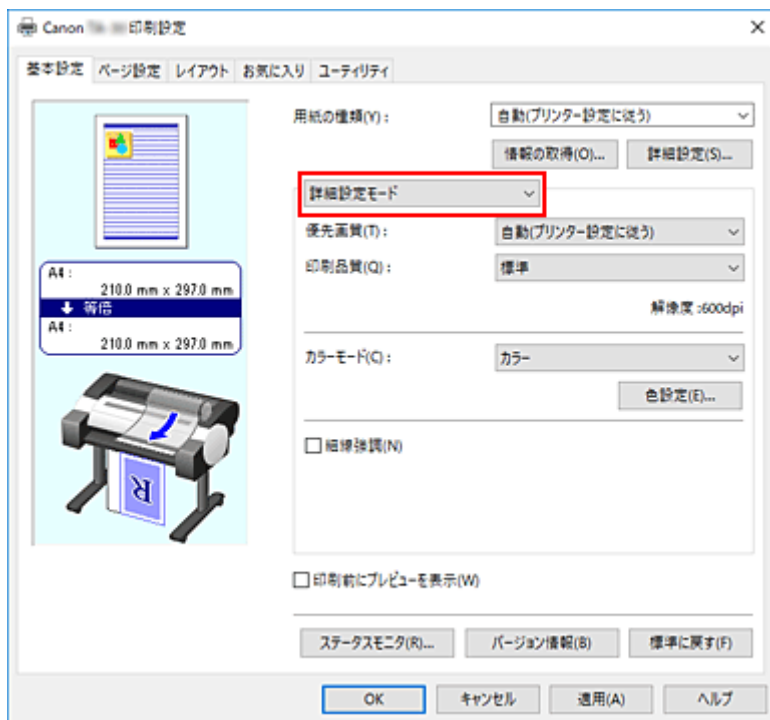 Canon 印刷設定
基本設定 ページ設定 レイアウト お気に入り ユーティリティ
用紙の種類(Y): 自動(プリンター設定に従う)
情報の取得(O)... 詳細設定(S)...
詳細設定モード
優先画質(T): 自動(プリンター設定に従う)
印刷品質(Q): 標準
解像度 :600dpi
A4 :
210.0 mm x 297.0 mm
等倍
A4 :
210.0 mm x 297.0 mm
カラーモード(C): カラー
色設定(E)...
細線強調(N)
R
印刷前にプレビューを表示(W)
ステータスモニタ(R)... バージョン情報(B) 標準に戻す(F)
OK キャンセル 適用(A) ヘルプ